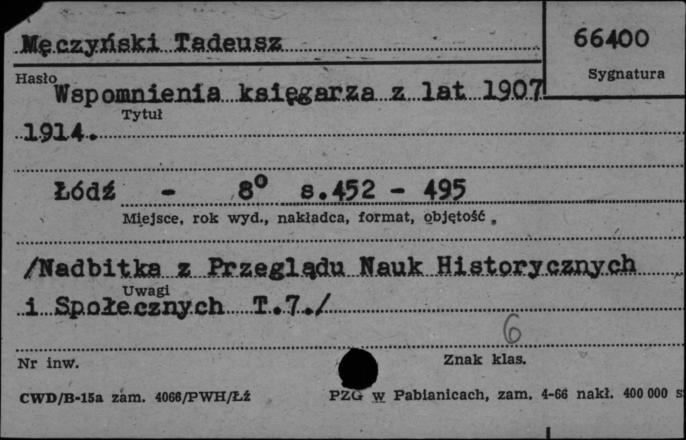 Męczyński Tadeusz
66400
Hasło
Sygnatura
Wspomnienia księgarza z lat 1907
Tytuł
1914.
Łódź - 8° s.452 - 495
Miejsce, rok wyd., nakładca, format, objętość
/Nadbitka z Przeglądu Nauk Historycznych
Uwagi
i Społecznych T.7./
6
Nr inw.
Znak klas.
CWD/B-15a zam. 4066/PWH/Łż
PZG w Pabianicach, zam. 4-66 nakł. 400 000